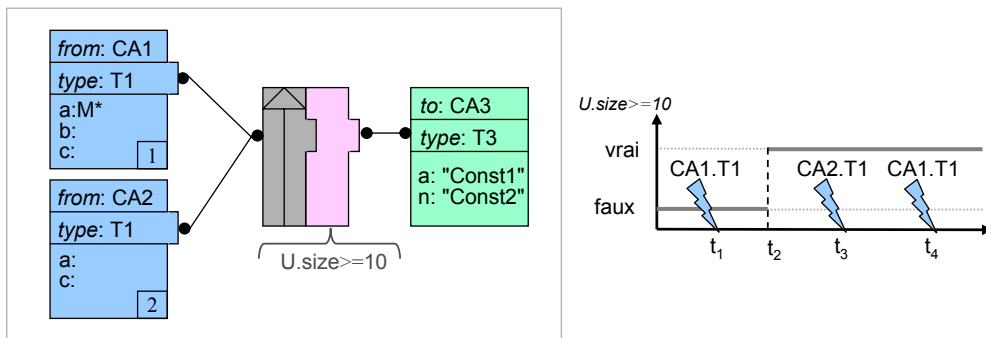 from: CA1
type: T1
a:M*
b:
c:
1
from: CA2
type: T1
a:
c:
2
U.size>=10
to: CA3
type: T3
a: "Const1"
n: "Const2"
U.size>=10
vrai
faux
CA1.T1
CA2.T1
CA1.T1
t1
t2
t3
t4